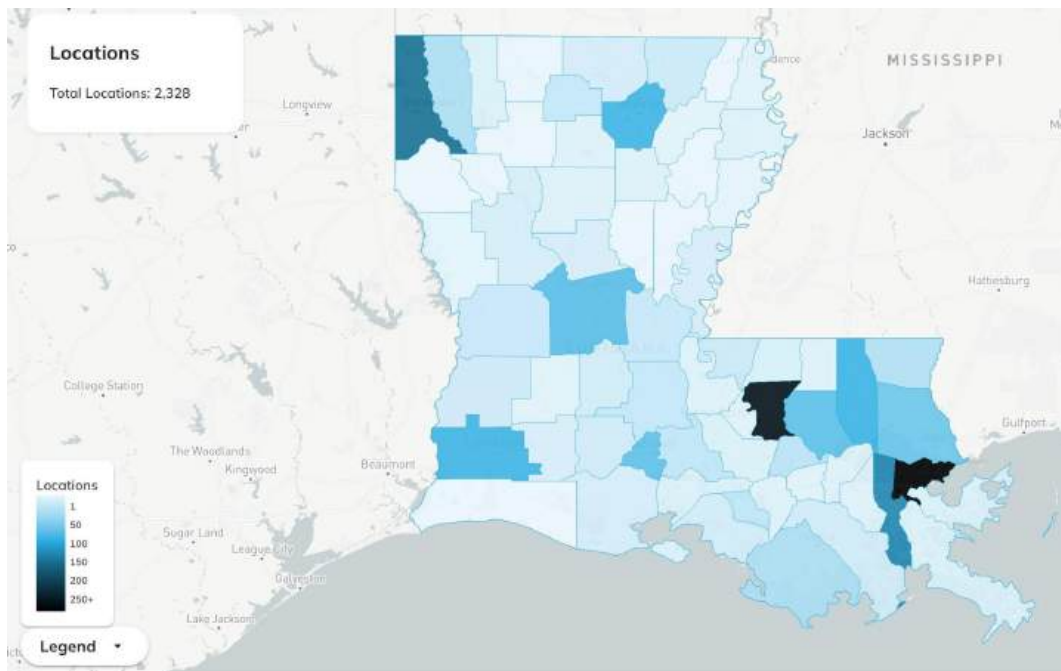 Locations
Total Locations: 2,328
MISSISSIPPI
Longview
Jackson
Hattiesburg
College Station
Gulfport
The Woodlands
Kingwood
Beaumont
Sugar Land
League City
Galveston
Lake Jackson
Locations
1
50
100
150
200
250+
Legend